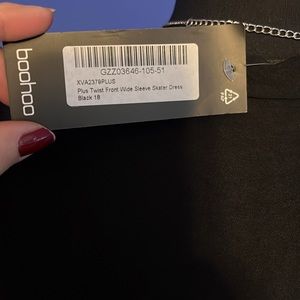 boohoo
GZZ03646-105-51
XVA2379PLUS
Plus Twist Front Wide Sleeve Skater Dress
Black 18